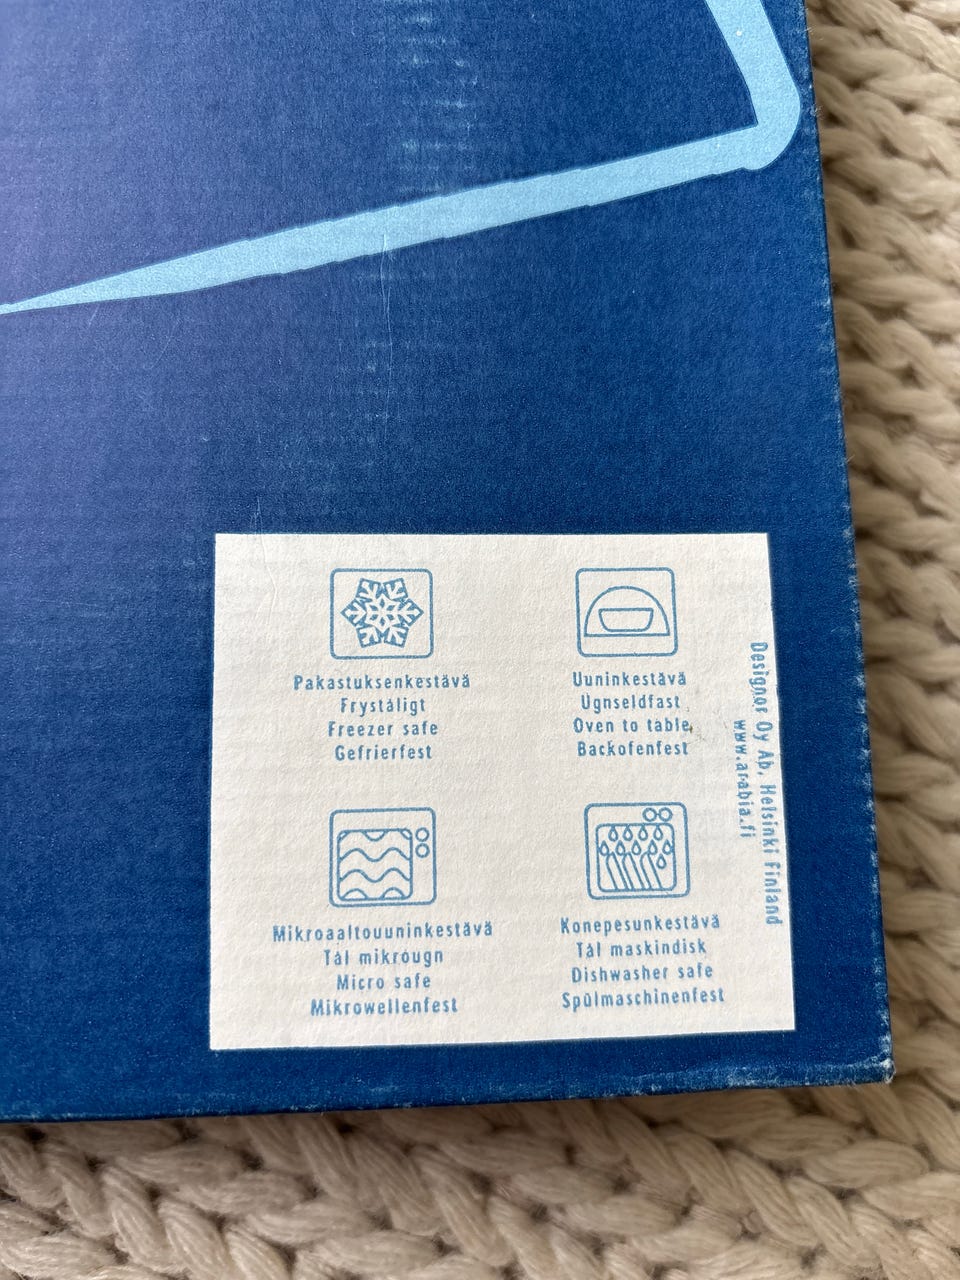 Pakastuksenkestävä
Fryståligt
Freezer safe
Gefrierfest
Uuninkestävä
Ugnseldfast
Oven to table
Backofenfest
Mikroaaltouuninkestävä
Tål mikrougn
Micro safe
Mikrowellenfest
Konepesunkestävä
Tål maskindisk
Dishwasher safe
Spülmaschinenfest
Designor Oy Ab, Helsinki Finland
www.arabia.fi